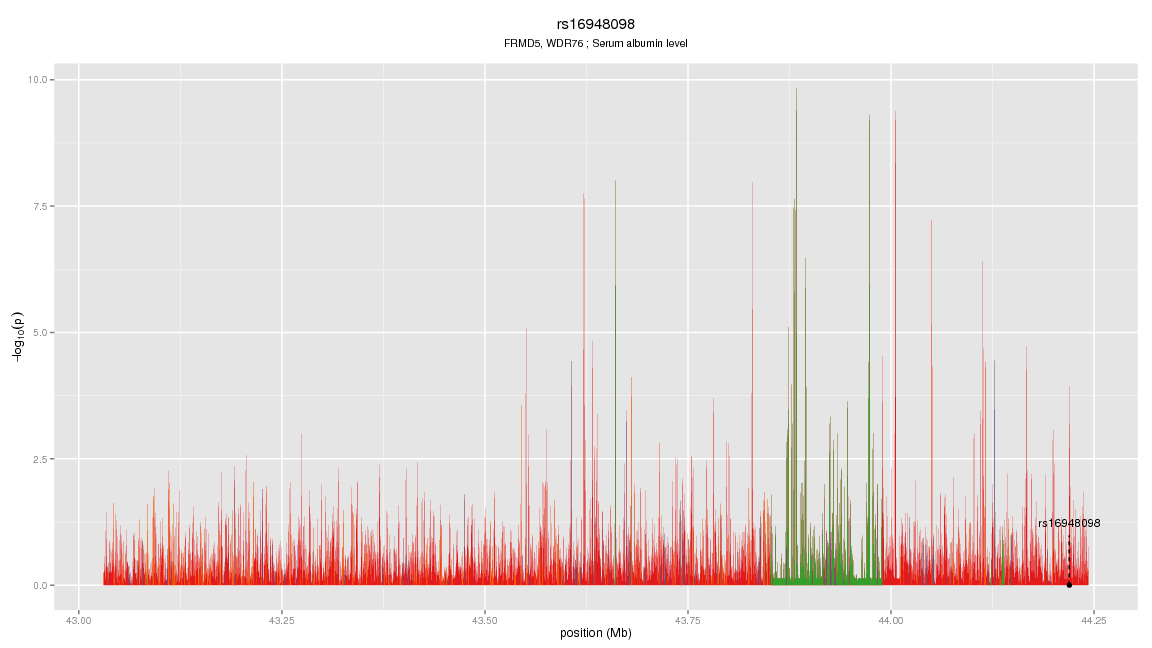 rs16948098
FRMD5, WDR76 ; Serum albumin level
10.0
7.5
5.0
2.5
0.0
−log10(p)
rs16948098
43.00 43.25 43.50 43.75 44.00 44.25
position (Mb)